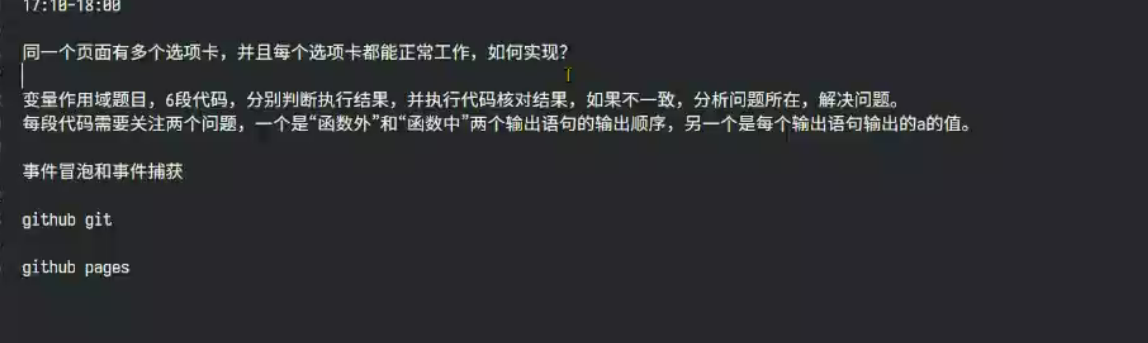 17:10-18:00
同一个页面有多个选项卡，并且每个选项卡都能正常工作，如何实现？
变量作用域题目，6段代码，分别判断执行结果，并执行代码核对结果，如果不一致，分析问题所在，解决问题。
每段代码需要关注两个问题，一个是“函数外”和“函数中”两个输出语句的输出顺序，另一个是每个输出语句输出的a的值。
事件冒泡和事件捕获
github git
github pages